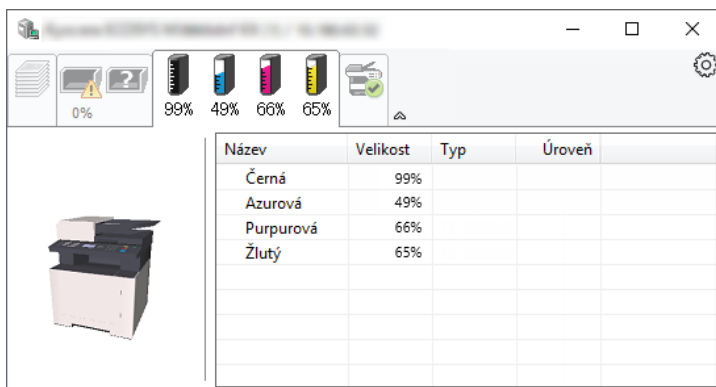 0%
99% 49% 66% 65%
Název Velikost Typ Úroveň
Černá 99%
Azurová 49%
Purpurová 66%
Žlutý 65%